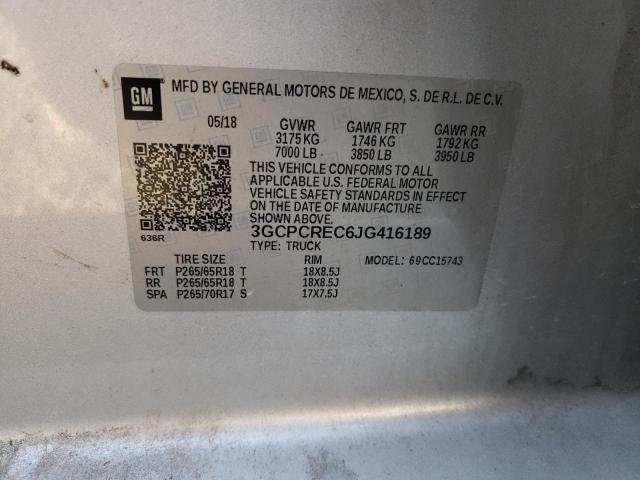 GM
MFD BY GENERAL MOTORS DE MEXICO, S. DE R.L. DE C.V.
05/18 GVWR GAWR FRT GAWR RR
3175 KG 1746 KG 1792 KG
7000 LB 3850 LB 3950 LB
THIS VEHICLE CONFORMS TO ALL
APPLICABLE U.S. FEDERAL MOTOR
VEHICLE SAFETY STANDARDS IN EFFECT
ON THE DATE OF MANUFACTURE
SHOWN ABOVE.
636R 3GCPCREC6JG416189
TYPE: TRUCK
TIRE SIZE RIM MODEL: 69CC15743
FRT P265/65R18 T 18X8.5J
RR P265/65R18 T 18X8.5J
SPA P265/70R17 S 17X7.5J